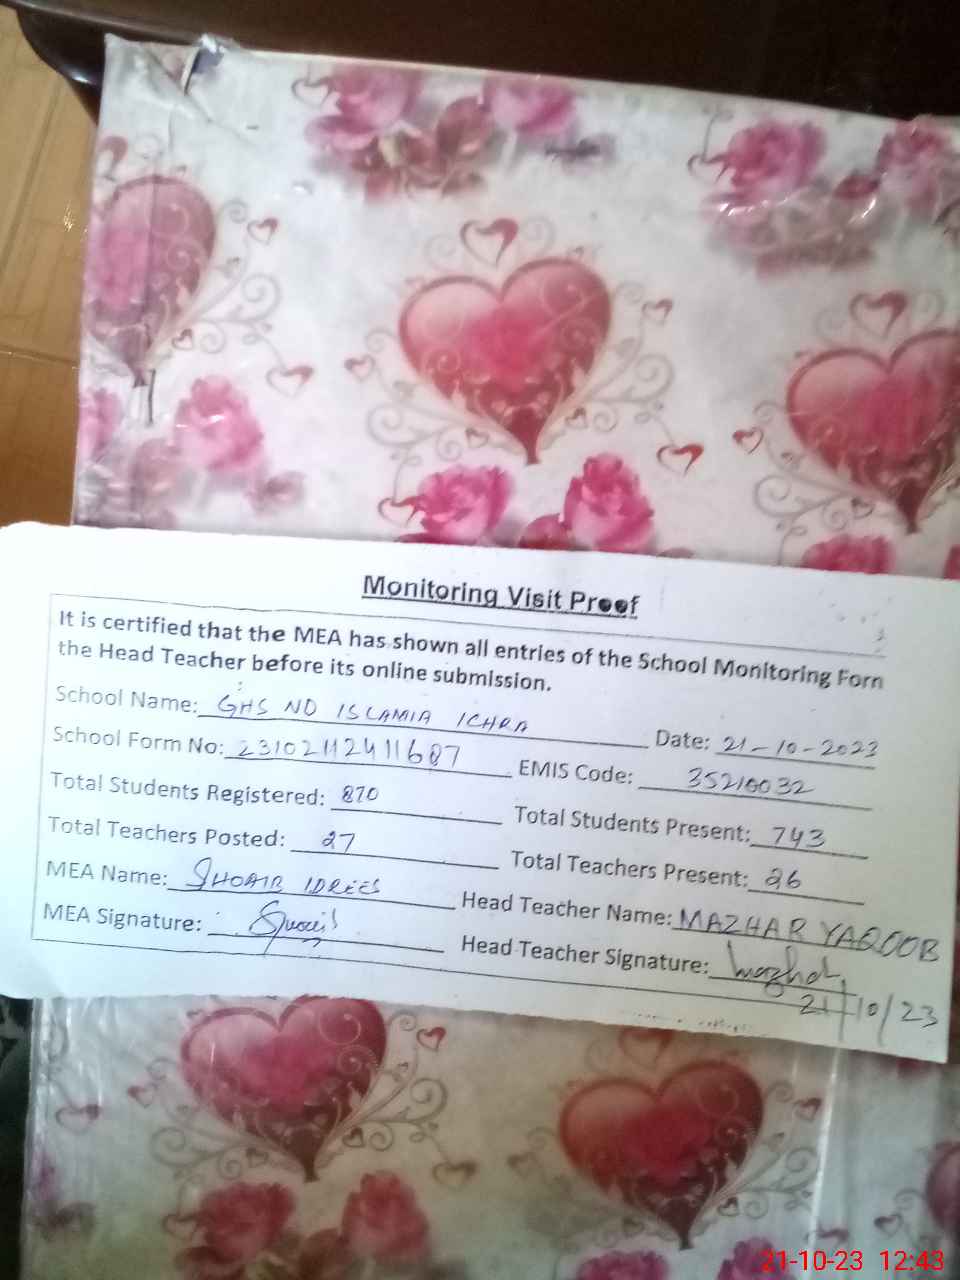 Monitoring Visit Proof
It is certified that the MEA has shown all entries of the School Monitoring Form
the Head Teacher before its online submission.
School Name: GHS NO ISLAMIA ICHRA Date: 21-10-2023
School Form No: 23102112411687 EMIS Code: 35210032
Total Students Registered: 870 Total Students Present: 743
Total Teachers Posted: 27 Total Teachers Present: 26
MEA Name: SHOAIB IDREES Head Teacher Name: MAZHAR YAQOOB
MEA Signature: Shoaib Head Teacher Signature: Mazhar
21/10/23
21-10-23 12:43